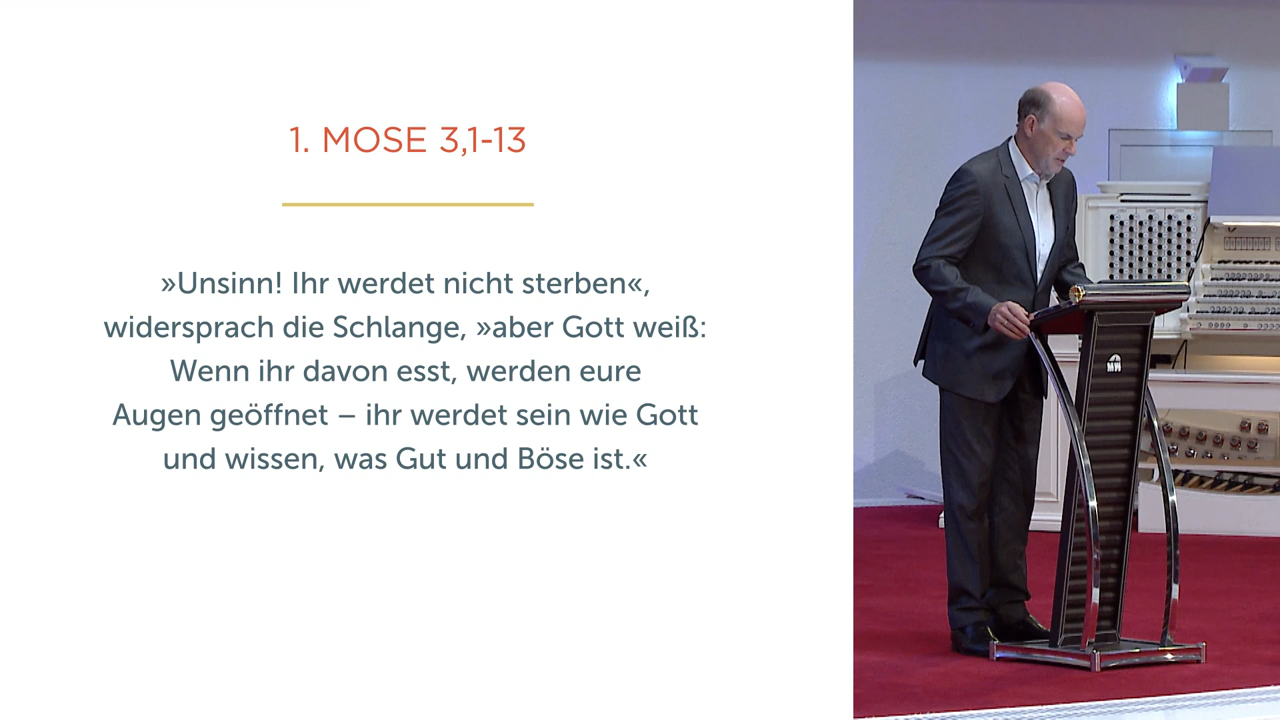 1. MOSE 3,1-13
»Unsinn! Ihr werdet nicht sterben«,
widersprach die Schlange, »aber Gott weiß:
Wenn ihr davon esst, werden eure
Augen geöffnet – ihr werdet sein wie Gott
und wissen, was Gut und Böse ist.«